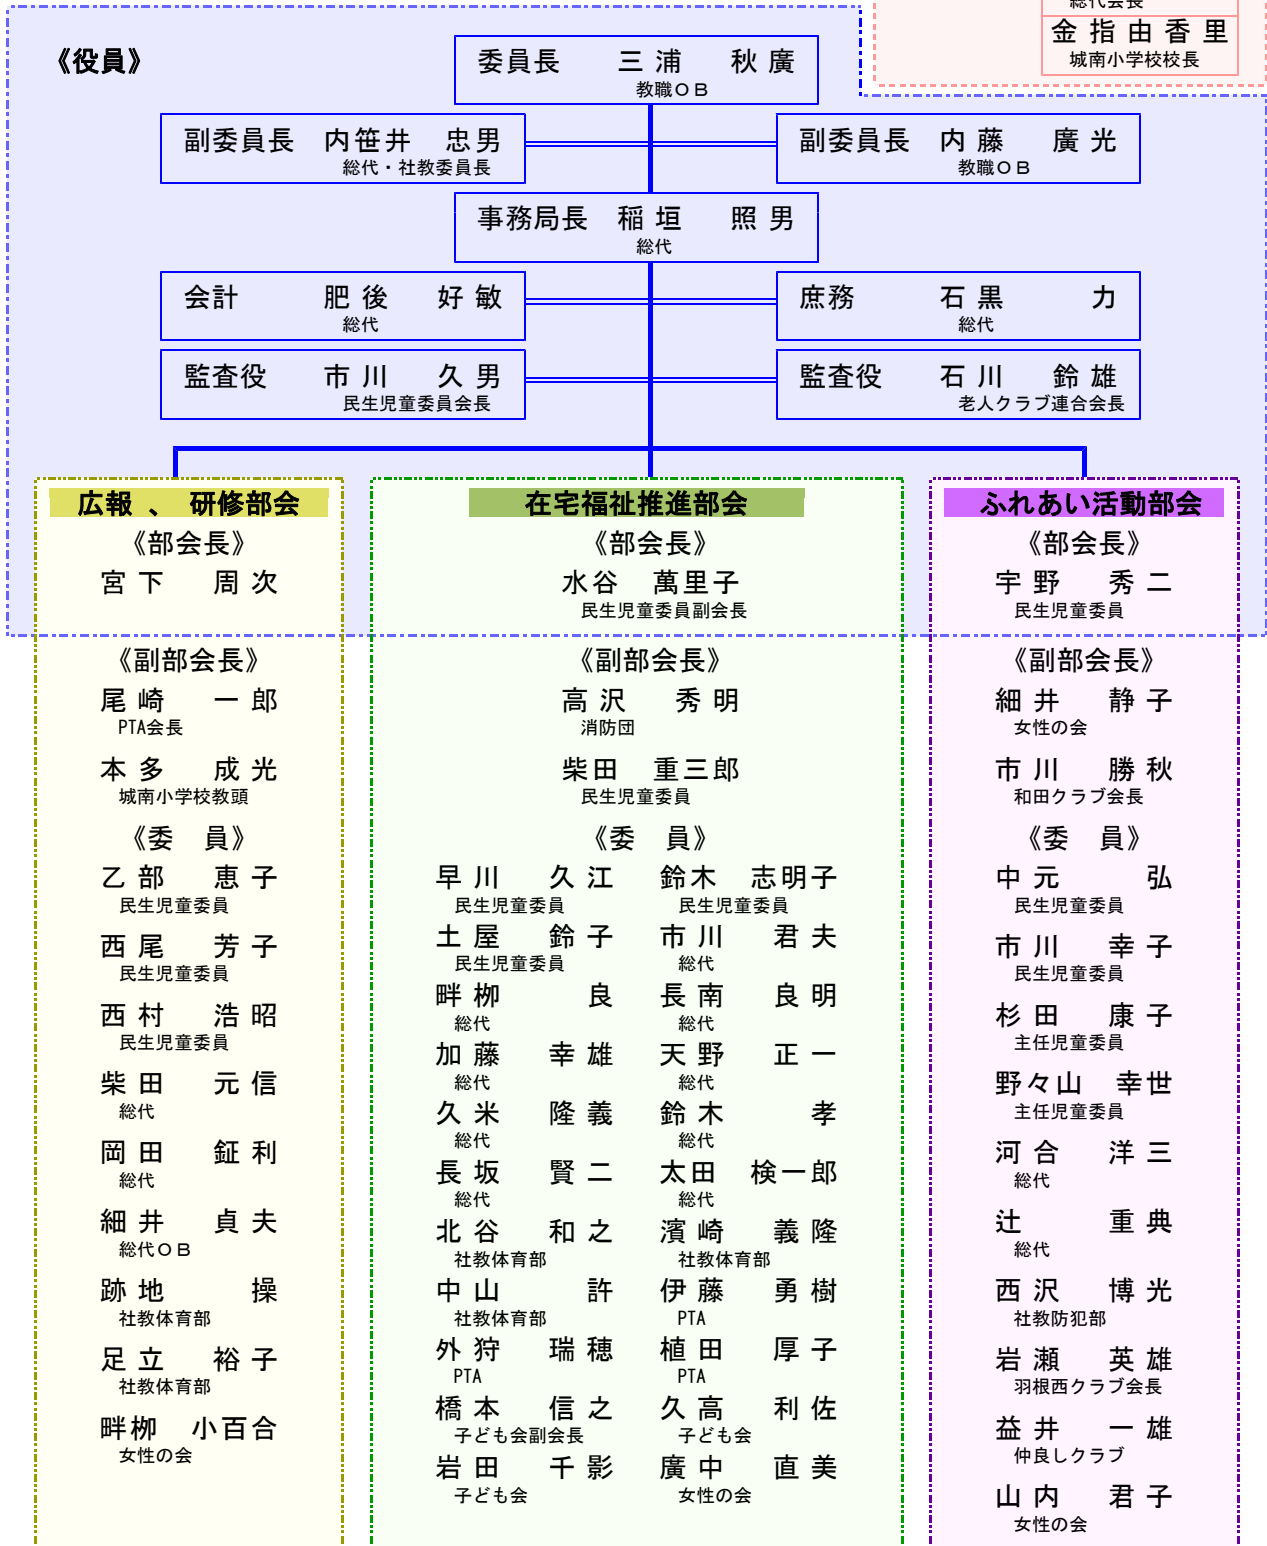 総代会長
金指由香里
城南小学校校長
《役員》
委員長 三浦 秋廣
教職ＯＢ
副委員長 内笹井 忠男
総代・社教委員長
副委員長 内藤 廣光
教職ＯＢ
事務局長 稲垣 照男
総代
会計 肥後 好敏
総代
庶務 石黒 力
総代
監査役 市川 久男
民生児童委員会長
監査役 石川 鈴雄
老人クラブ連合会長
広報 、 研修部会
《部会長》
宮下 周次
《副部会長》
尾崎 一郎
PTA会長
本多 成光
城南小学校教頭
《委 員》
乙部 恵子
民生児童委員
西尾 芳子
民生児童委員
西村 浩昭
民生児童委員
柴田 元信
総代
岡田 鉦利
総代
細井 貞夫
総代ＯＢ
跡地 操
社教体育部
足立 裕子
社教体育部
畔栁 小百合
女性の会
在宅福祉推進部会
《部会長》
水谷 萬里子
民生児童委員副会長
《副部会長》
高沢 秀明
消防団
柴田 重三郎
民生児童委員
《委 員》
早川 久江 鈴木 志明子
民生児童委員 民生児童委員
土屋 鈴子 市川 君夫
民生児童委員 総代
畔栁 良 長南 良明
総代 総代
加藤 幸雄 天野 正一
総代 総代
久米 隆義 鈴木 孝
総代 総代
長坂 賢二 太田 検一郎
総代 総代
北谷 和之 濱崎 義隆
社教体育部 社教体育部
中山 許 伊藤 勇樹
社教体育部 PTA
外狩 瑞穂 植田 厚子
PTA PTA
橋本 信之 久高 利佐
子ども会副会長 子ども会
岩田 千影 廣中 直美
子ども会 女性の会
ふれあい活動部会
《部会長》
宇野 秀二
民生児童委員
《副部会長》
細井 静子
女性の会
市川 勝秋
和田クラブ会長
《委 員》
中元 弘
民生児童委員
市川 幸子
民生児童委員
杉田 康子
主任児童委員
野々山 幸世
主任児童委員
河合 洋三
総代
辻 重典
総代
西沢 博光
社教防犯部
岩瀬 英雄
羽根西クラブ会長
益井 一雄
仲良しクラブ
山内 君子
女性の会